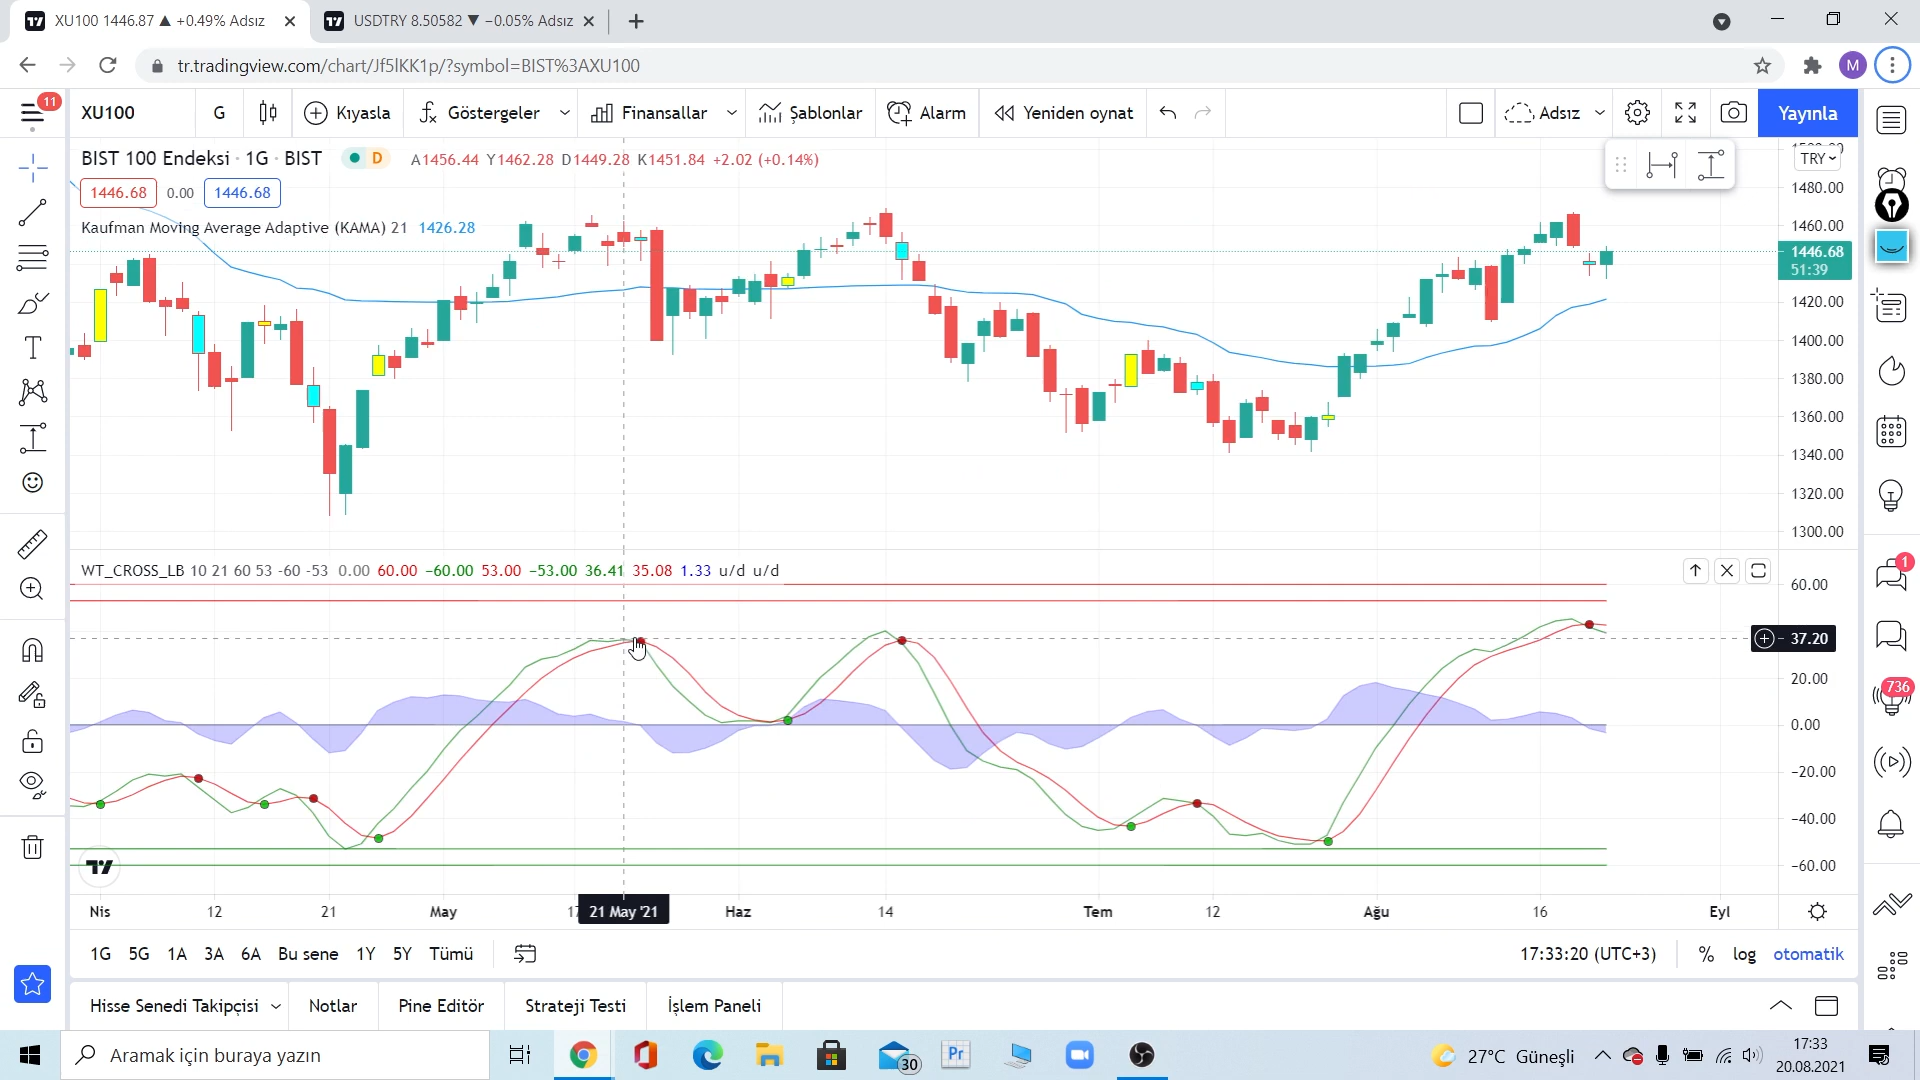 XU100 1446.87 ▲ +0.49% Adsız
USDTRY 8.50582 ▼ −0.05% Adsız
tr.tradingview.com/chart/Jf5lKK1p/?symbol=BIST%3AXU100
M
11
XU100
G
Kıyasla
Göstergeler
Finansallar
Şablonlar
Alarm
Yeniden oynat
Adsız
Yayınla
BIST 100 Endeksi · 1G · BIST
D
A1456.44 Y1462.28 D1449.28 K1451.84 +2.02 (+0.14%)
TRY
1446.68 0.00 1446.68
Kaufman Moving Average Adaptive (KAMA) 21 1426.28
1480.00
1460.00
1446.68
51:39
1420.00
1400.00
1380.00
1360.00
1340.00
1320.00
1300.00
WT_CROSS_LB 10 21 60 53 -60 -53 0.00 60.00 −60.00 53.00 −53.00 36.41 35.08 1.33 u/d u/d
60.00
37.20
20.00
0.00
−20.00
−40.00
−60.00
1
736
Nis 12 21 May 17 21 May '21 Haz 14 Tem 12 Ağu 16 Eyl
1G 5G 1A 3A 6A Bu sene 1Y 5Y Tümü
17:33:20 (UTC+3) % log otomatik
Hisse Senedi Takipçisi Notlar Pine Editör Strateji Testi İşlem Paneli
Aramak için buraya yazın
Pr
30
27°C Güneşli
17:33
20.08.2021